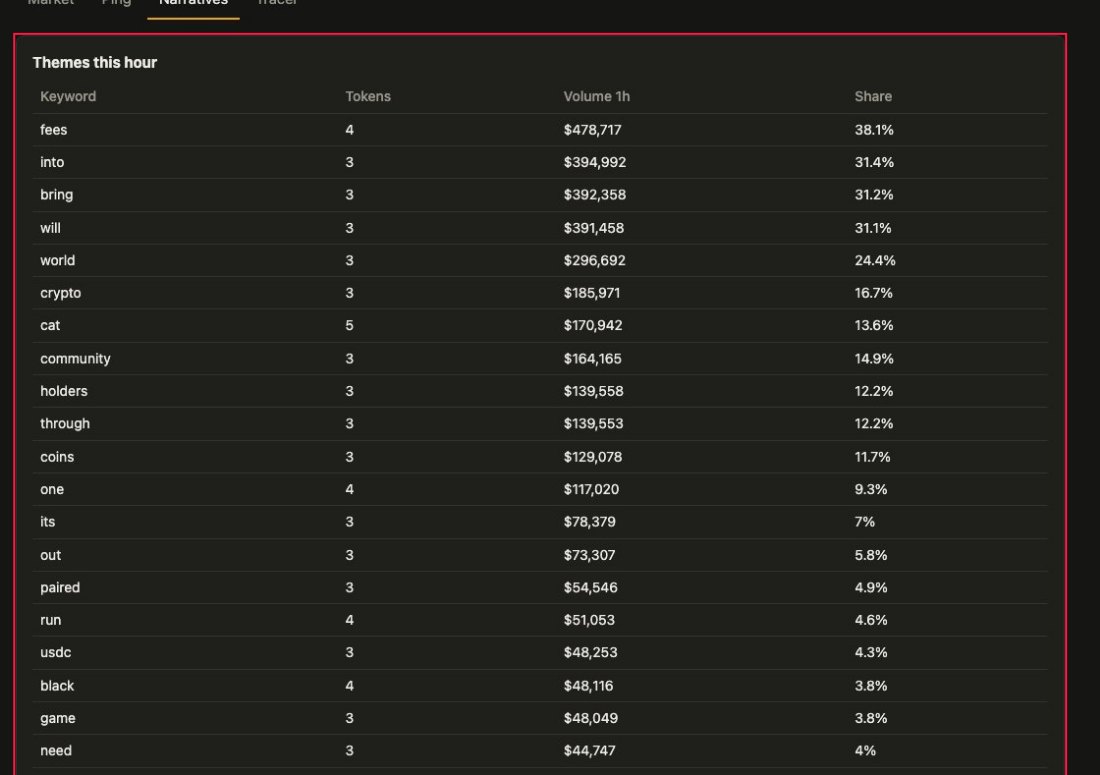 Market Ping Narratives Tracer
Themes this hour
Keyword Tokens Volume 1h Share
fees 4 $478,717 38.1%
into 3 $394,992 31.4%
bring 3 $392,358 31.2%
will 3 $391,458 31.1%
world 3 $296,692 24.4%
crypto 3 $185,971 16.7%
cat 5 $170,942 13.6%
community 3 $164,165 14.9%
holders 3 $139,558 12.2%
through 3 $139,553 12.2%
coins 3 $129,078 11.7%
one 4 $117,020 9.3%
its 3 $78,379 7%
out 3 $73,307 5.8%
paired 3 $54,546 4.9%
run 4 $51,053 4.6%
usdc 3 $48,253 4.3%
black 4 $48,116 3.8%
game 3 $48,049 3.8%
need 3 $44,747 4%